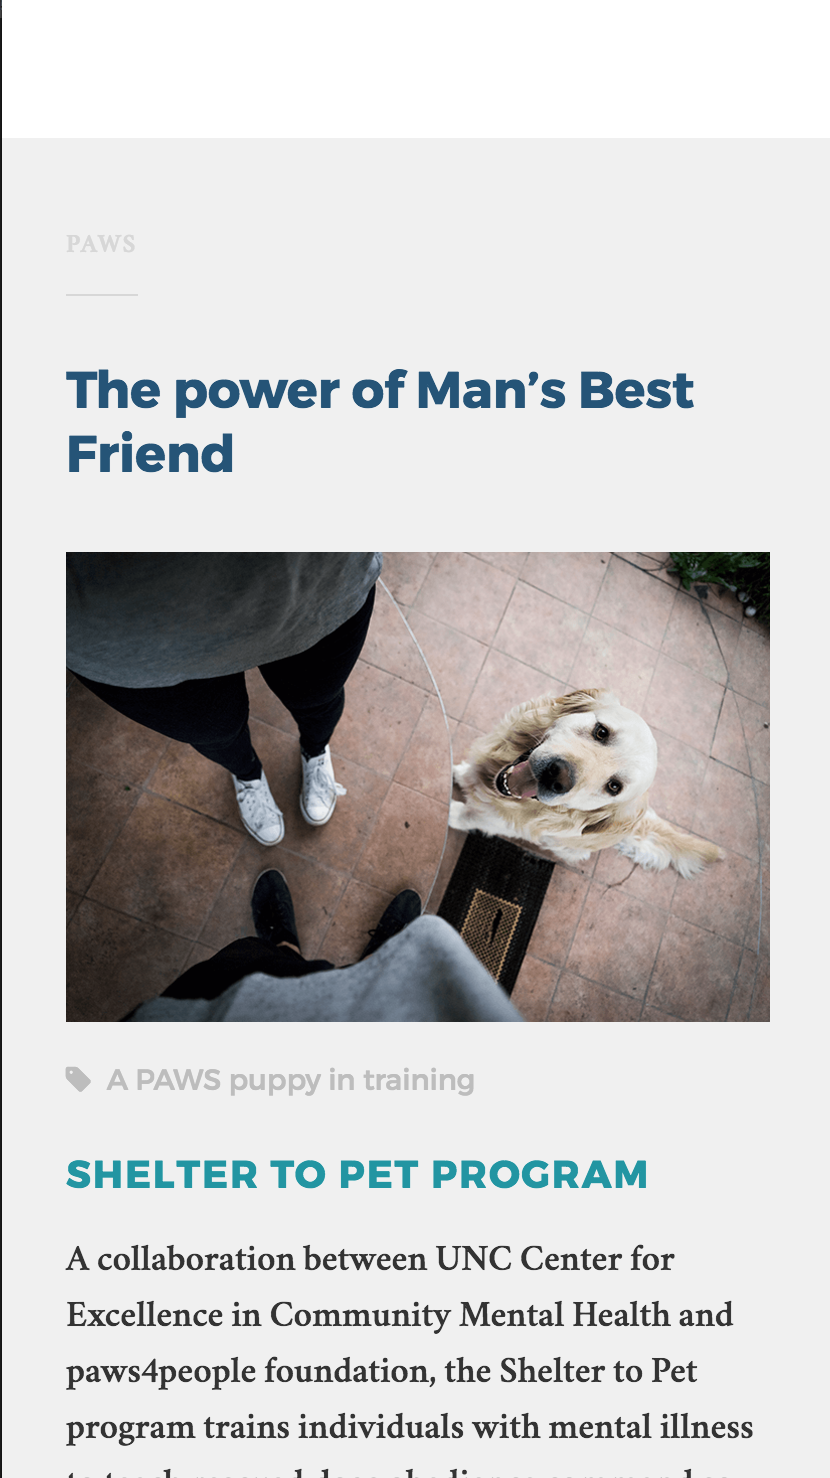 PAWS
The power of Man’s Best
Friend
A PAWS puppy in training
SHELTER TO PET PROGRAM
A collaboration between UNC Center for
Excellence in Community Mental Health and
paws4people foundation, the Shelter to Pet
program trains individuals with mental illness